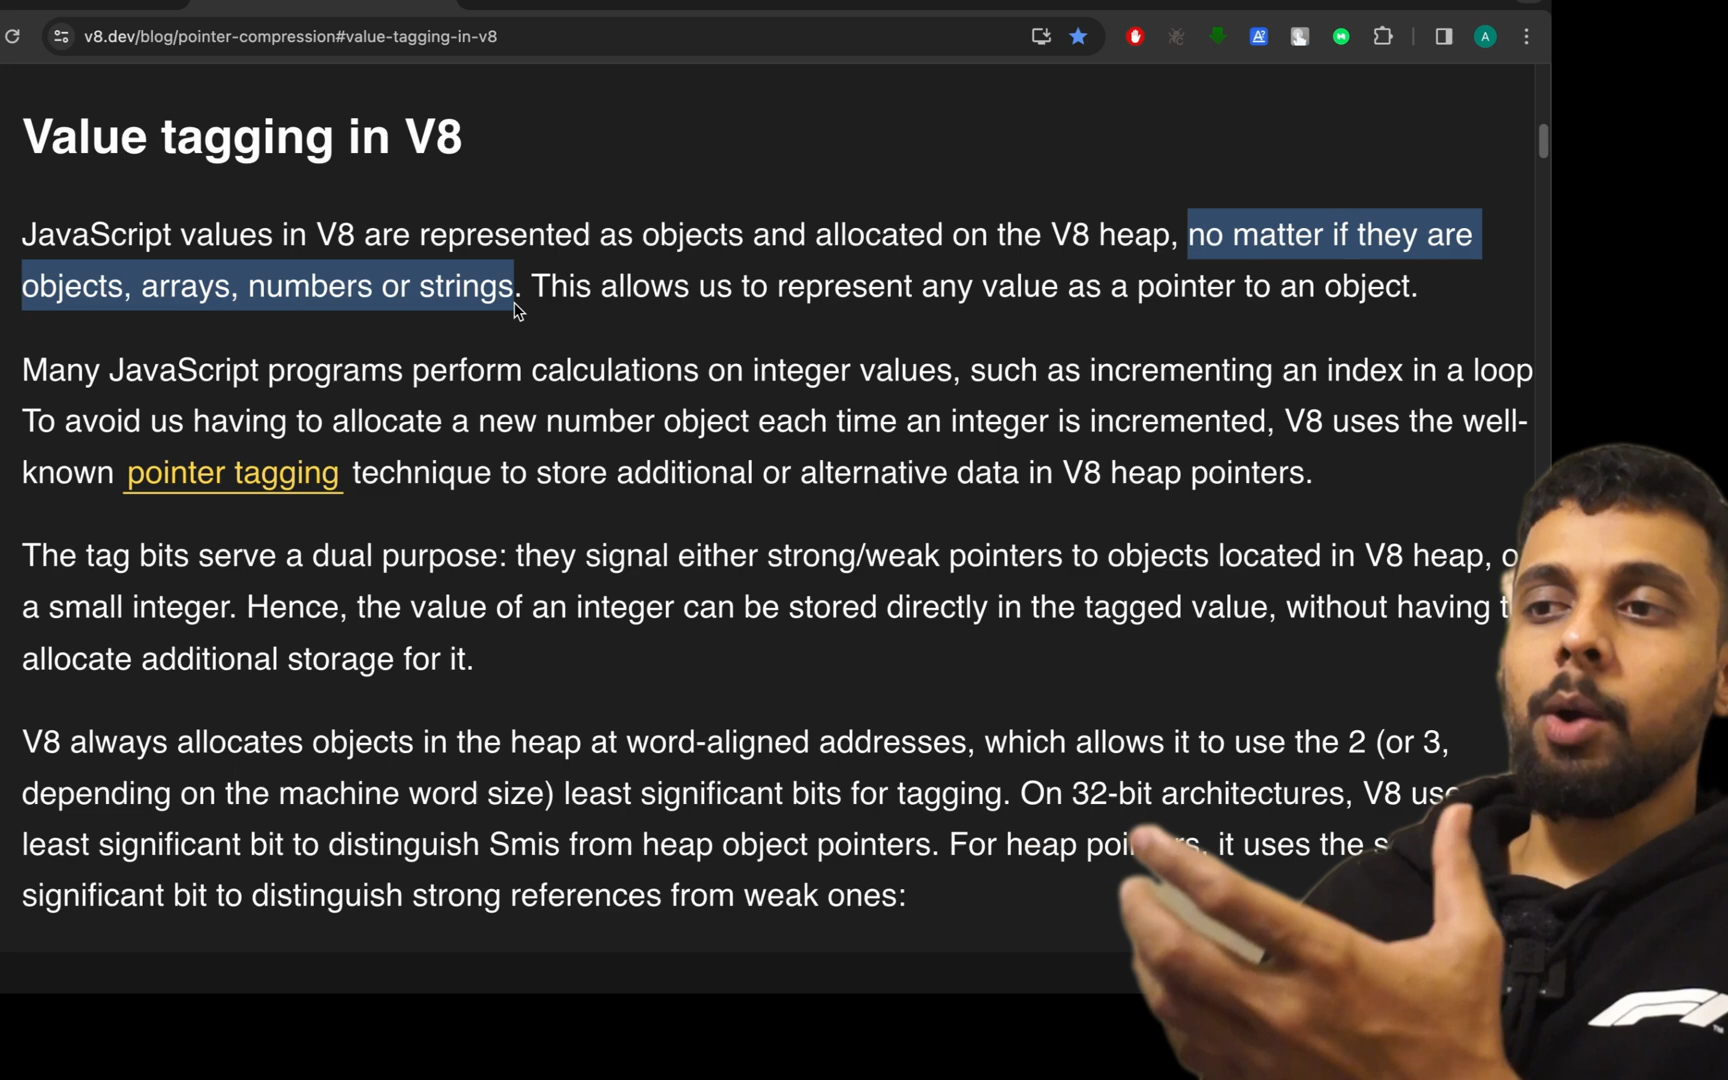 v8.dev/blog/pointer-compression#value-tagging-in-v8
A
Value tagging in V8
JavaScript values in V8 are represented as objects and allocated on the V8 heap, no matter if they are
objects, arrays, numbers or strings. This allows us to represent any value as a pointer to an object.
Many JavaScript programs perform calculations on integer values, such as incrementing an index in a loop
To avoid us having to allocate a new number object each time an integer is incremented, V8 uses the well-
known pointer tagging technique to store additional or alternative data in V8 heap pointers.
The tag bits serve a dual purpose: they signal either strong/weak pointers to objects located in V8 heap,
a small integer. Hence, the value of an integer can be stored directly in the tagged value, without having
allocate additional storage for it.
V8 always allocates objects in the heap at word-aligned addresses, which allows it to use the 2 (or 3,
depending on the machine word size) least significant bits for tagging. On 32-bit architectures, V8
least significant bit to distinguish Smis from heap object pointers. For heap it uses the
significant bit to distinguish strong references from weak ones: